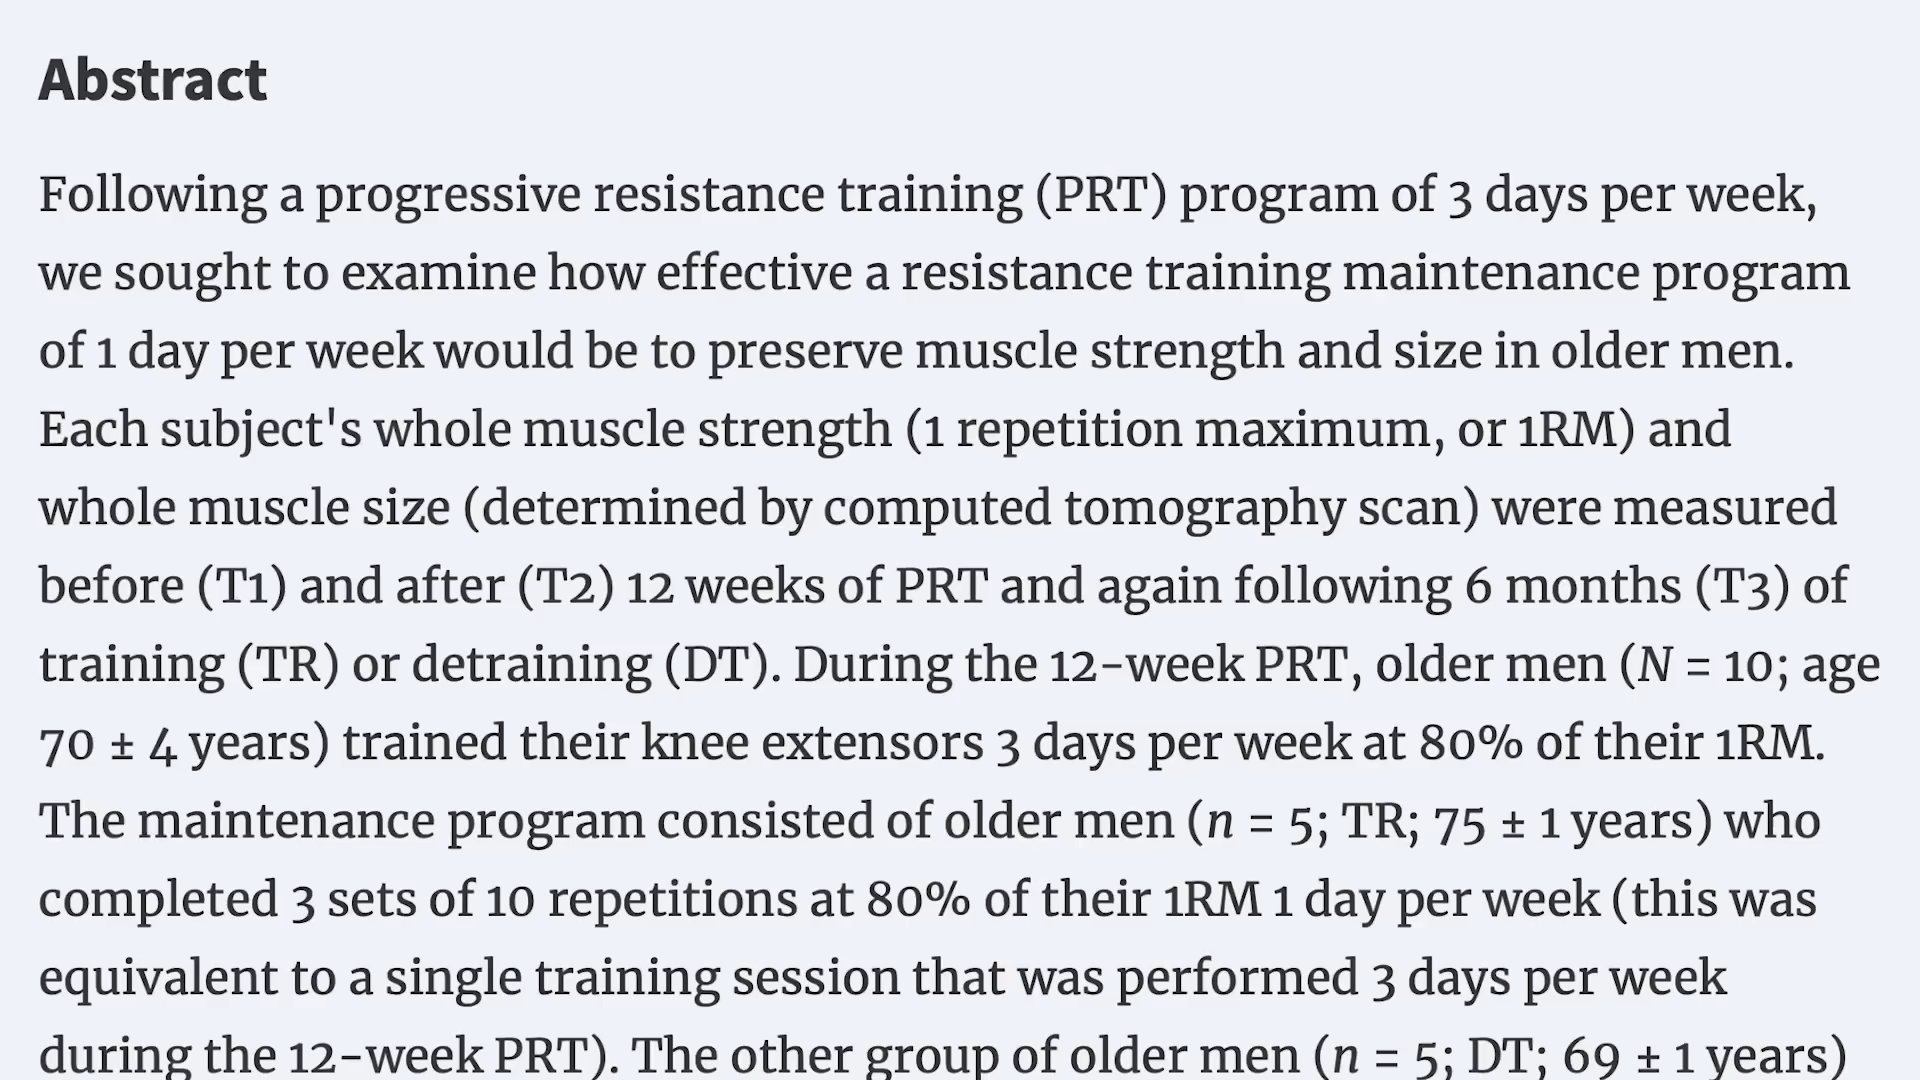 Abstract
Following a progressive resistance training (PRT) program of 3 days per week,
we sought to examine how effective a resistance training maintenance program
of 1 day per week would be to preserve muscle strength and size in older men.
Each subject's whole muscle strength (1 repetition maximum, or 1RM) and
whole muscle size (determined by computed tomography scan) were measured
before (T1) and after (T2) 12 weeks of PRT and again following 6 months (T3) of
training (TR) or detraining (DT). During the 12-week PRT, older men (N = 10; age
70 ± 4 years) trained their knee extensors 3 days per week at 80% of their 1RM.
The maintenance program consisted of older men (n = 5; TR; 75 ± 1 years) who
completed 3 sets of 10 repetitions at 80% of their 1RM 1 day per week (this was
equivalent to a single training session that was performed 3 days per week
during the 12-week PRT). The other group of older men (n = 5; DT; 69 ± 1 years)